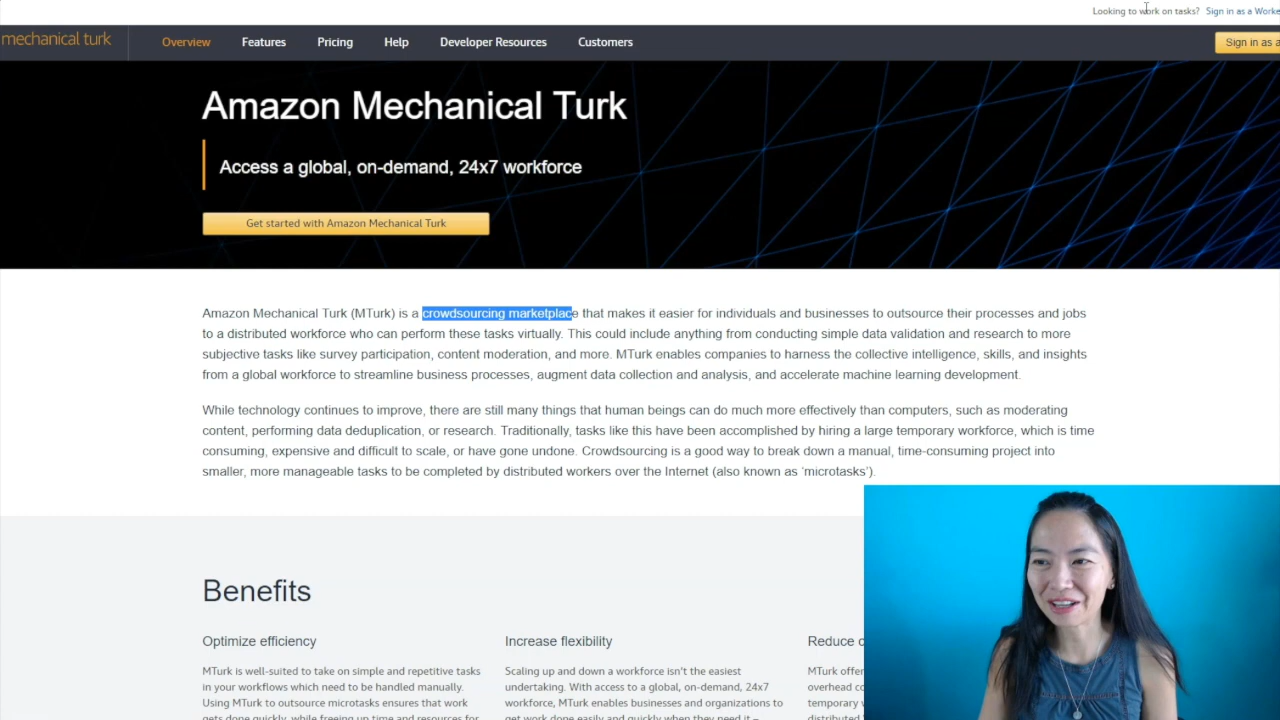 Looking to work on tasks? Sign in as a Worke
mechanical turk Overview Features Pricing Help Developer Resources Customers Sign in as a
Amazon Mechanical Turk
Access a global, on-demand, 24x7 workforce
Get started with Amazon Mechanical Turk
Amazon Mechanical Turk (MTurk) is a crowdsourcing marketplace that makes it easier for individuals and businesses to outsource their processes and jobs
to a distributed workforce who can perform these tasks virtually. This could include anything from conducting simple data validation and research to more
subjective tasks like survey participation, content moderation, and more. MTurk enables companies to harness the collective intelligence, skills, and insights
from a global workforce to streamline business processes, augment data collection and analysis, and accelerate machine learning development.
While technology continues to improve, there are still many things that human beings can do much more effectively than computers, such as moderating
content, performing data deduplication, or research. Traditionally, tasks like this have been accomplished by hiring a large temporary workforce, which is time
consuming, expensive and difficult to scale, or have gone undone. Crowdsourcing is a good way to break down a manual, time-consuming project into
smaller, more manageable tasks to be completed by distributed workers over the Internet (also known as ‘microtasks’).
Benefits
Optimize efficiency
MTurk is well-suited to take on simple and repetitive tasks
in your workflows which need to be handled manually.
Using MTurk to outsource microtasks ensures that work
gets done quickly, while freeing up time and resources for
Increase flexibility
Scaling up and down a workforce isn't the easiest
undertaking. With access to a global, on-demand, 24x7
workforce, MTurk enables businesses and organizations to
get work done easily and quickly when they need it –
Reduce c
MTurk offer
overhead co
temporary w
distributed